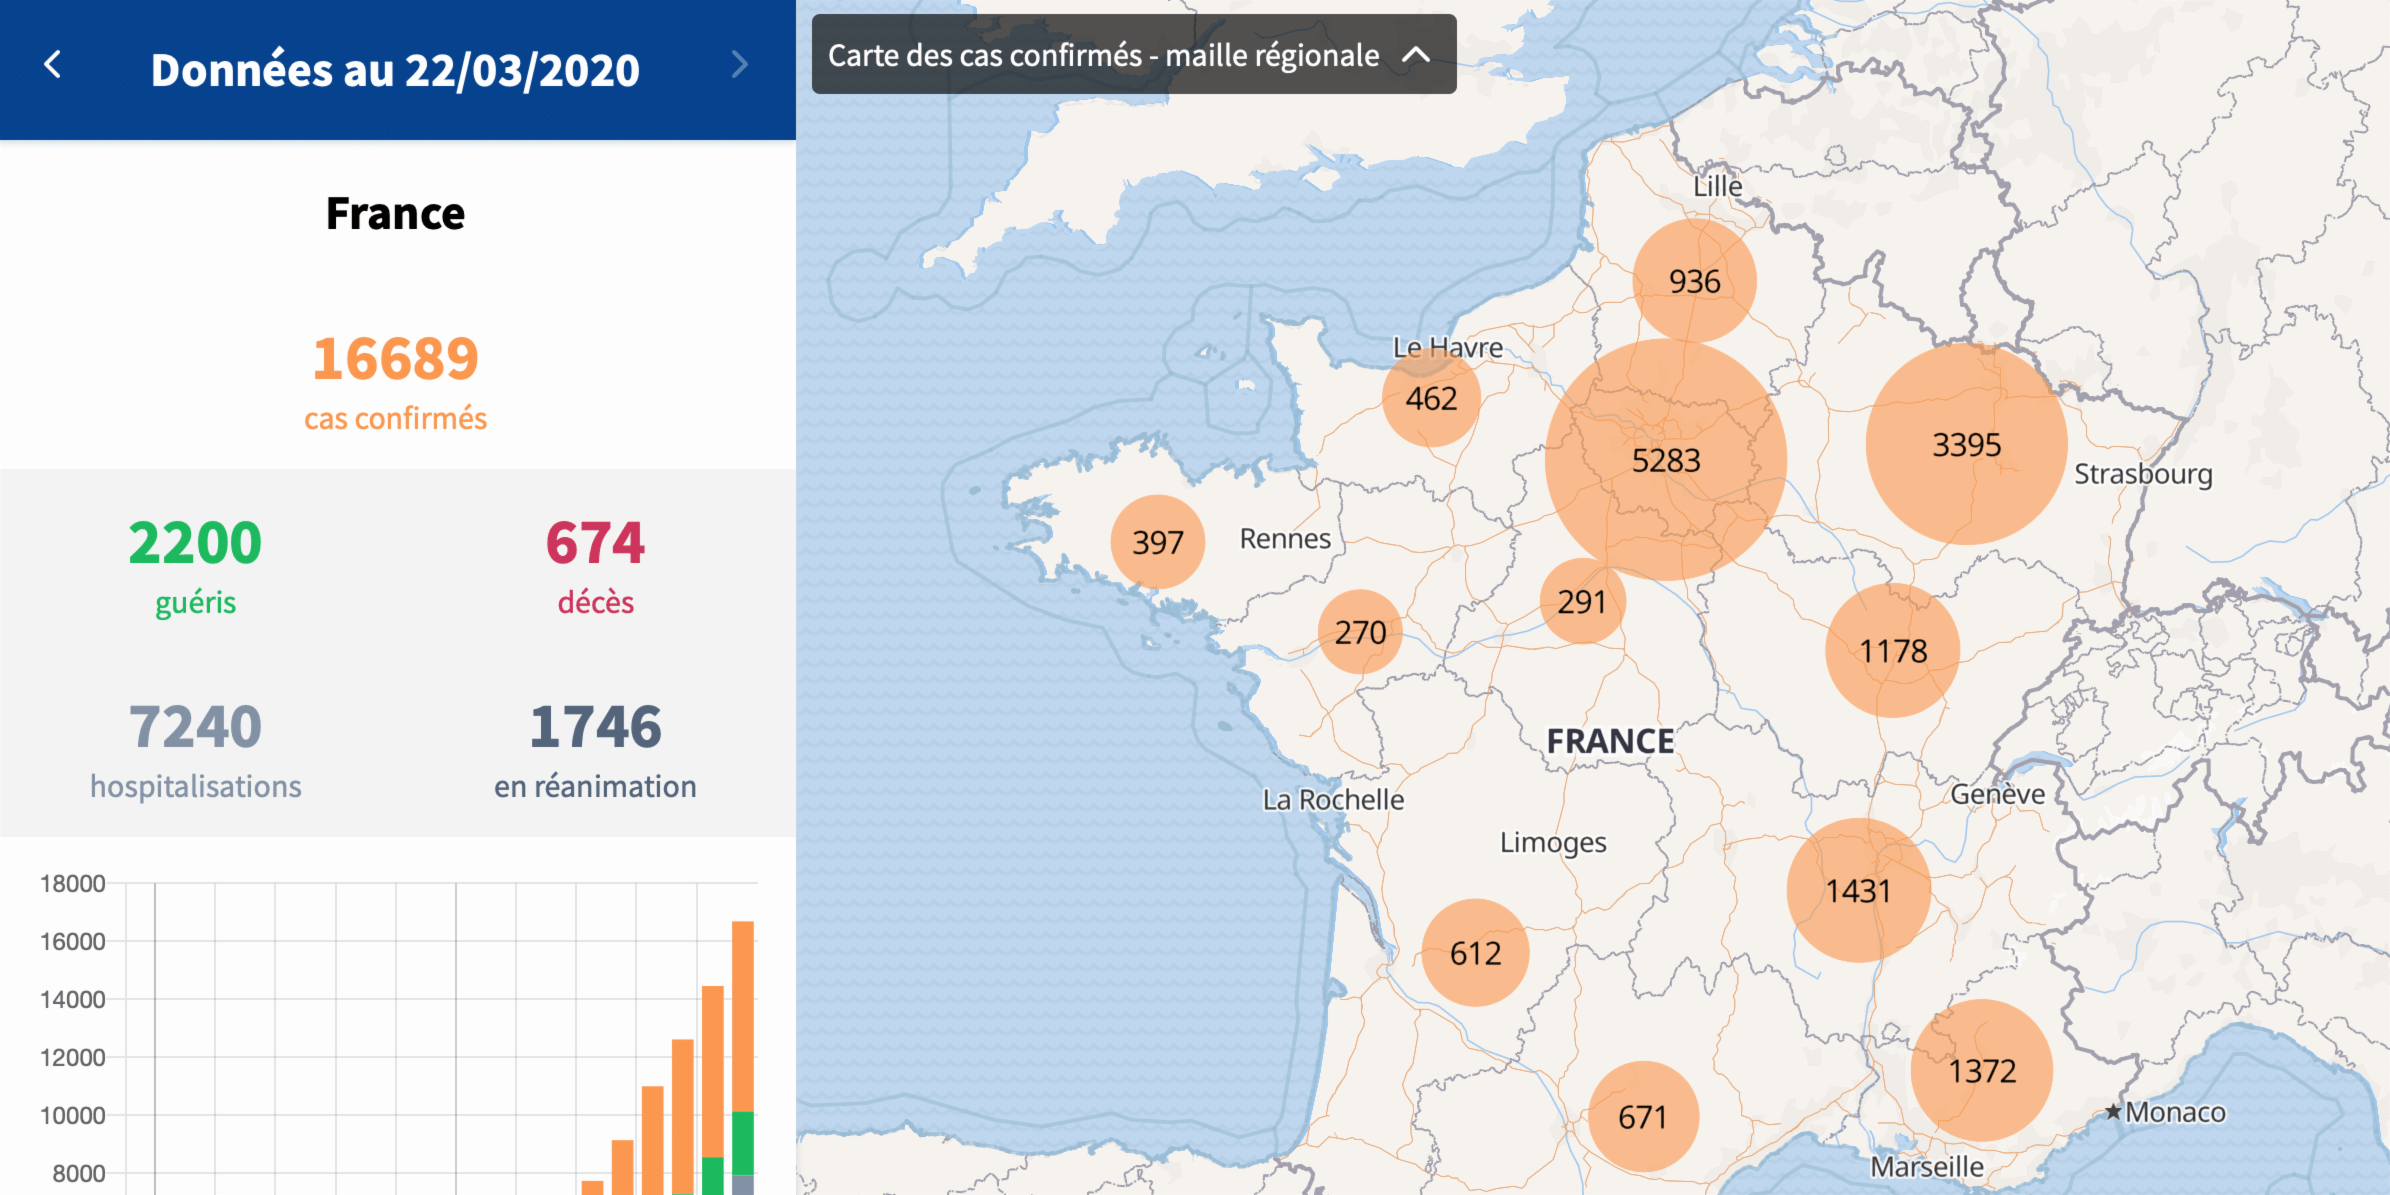 Données au 22/03/2020
France
16689
cas confirmés
2200
guéris
674
décès
7240
hospitalisations
1746
en réanimation
18000
16000
14000
12000
10000
8000
Carte des cas confirmés - maille régionale
Lille
936
Le Havre
462
5283
3395
Strasbourg
397
Rennes
291
270
1178
FRANCE
Genève
La Rochelle
Limoges
1431
612
1372
671
Monaco
Marseille